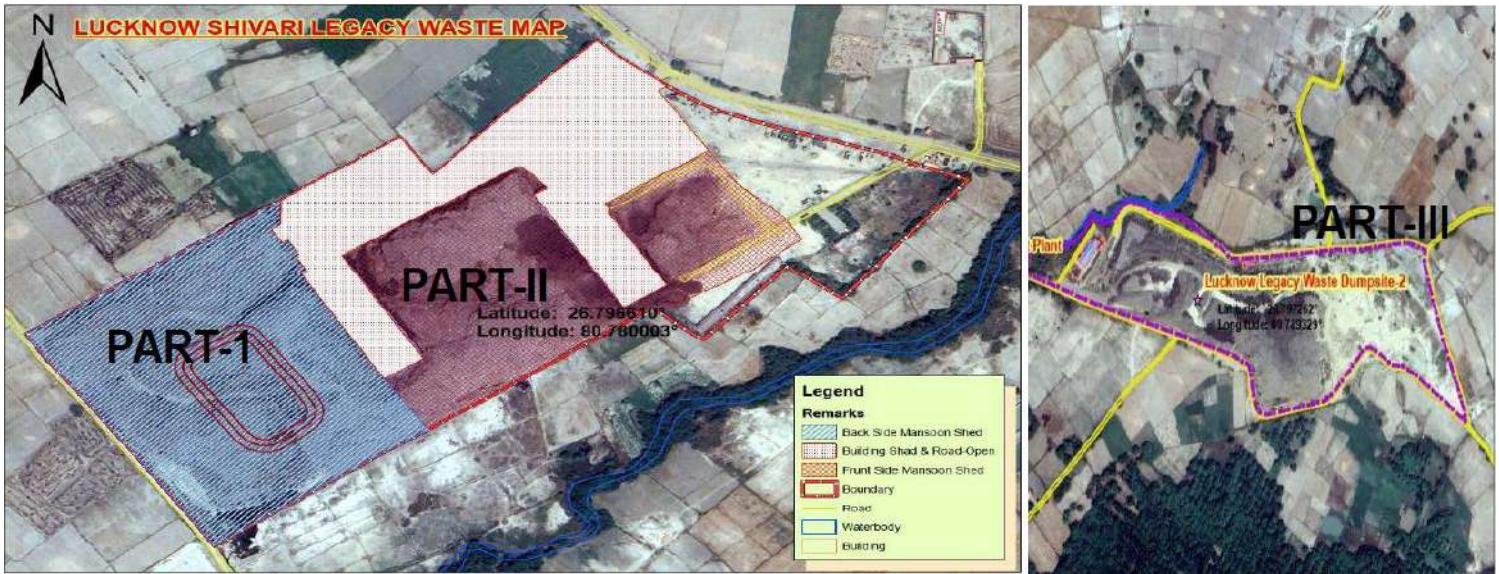 N
LUCKNOW SHIVARI LEGACY WASTE MAP
PART-1
PART-II
Latitude: 26.796610°
Longitude: 80.780003°
Legend
Remarks
Back Side Mansoon Shed
Building Shad & Road-Open
Frunt Side Mansoon Shed
Boundary
Road
Waterbody
Building
PART-III
Plant
Lucknow Legacy Waste Dumpsite-2
Latitude:
Longitude: